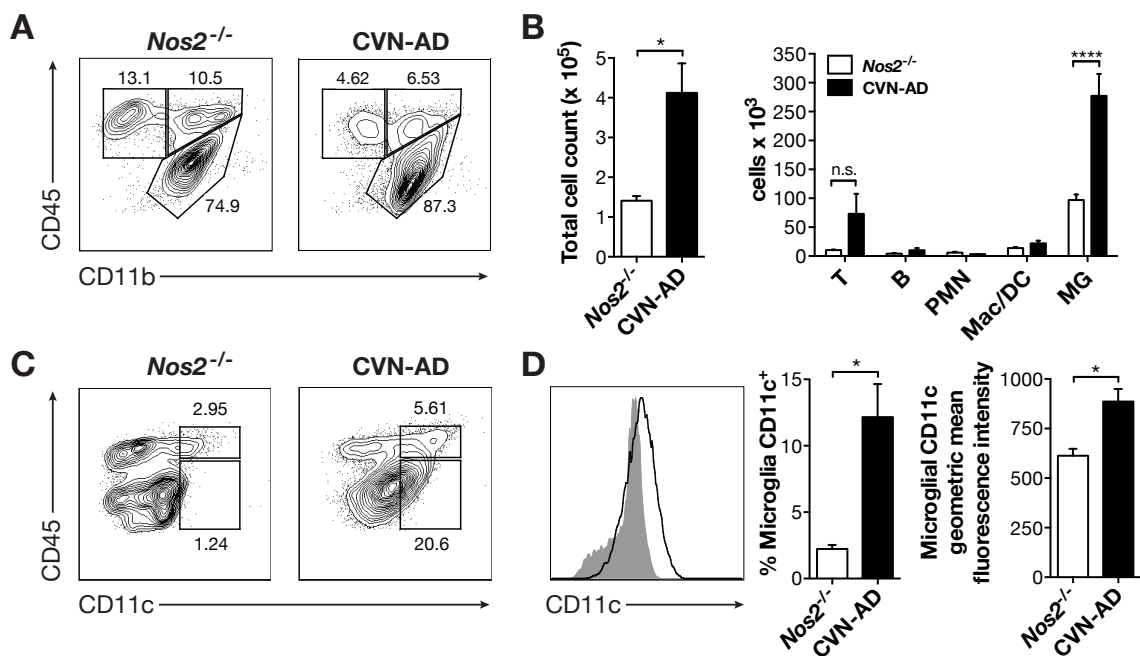 A
Nos2-/-
CVN-AD
13.1
10.5
74.9
4.62
6.53
87.3
CD45
CD11b
B
Total cell count (x 10⁵)
5
4
3
2
1
0
*
Nos2-/-
CVN-AD
cells x 10³
350
300
250
200
150
100
50
0
Nos2-/-
CVN-AD
n.s.
****
T
B
PMN
Mac/DC
MG
C
Nos2-/-
CVN-AD
2.95
1.24
5.61
20.6
CD45
CD11c
D
CD11c
% Microglia CD11c⁺
15
10
5
0
*
Nos2-/-
CVN-AD
Microglial CD11c
geometric mean
fluorescence intensity
1000
750
500
250
0
*
Nos2-/-
CVN-AD